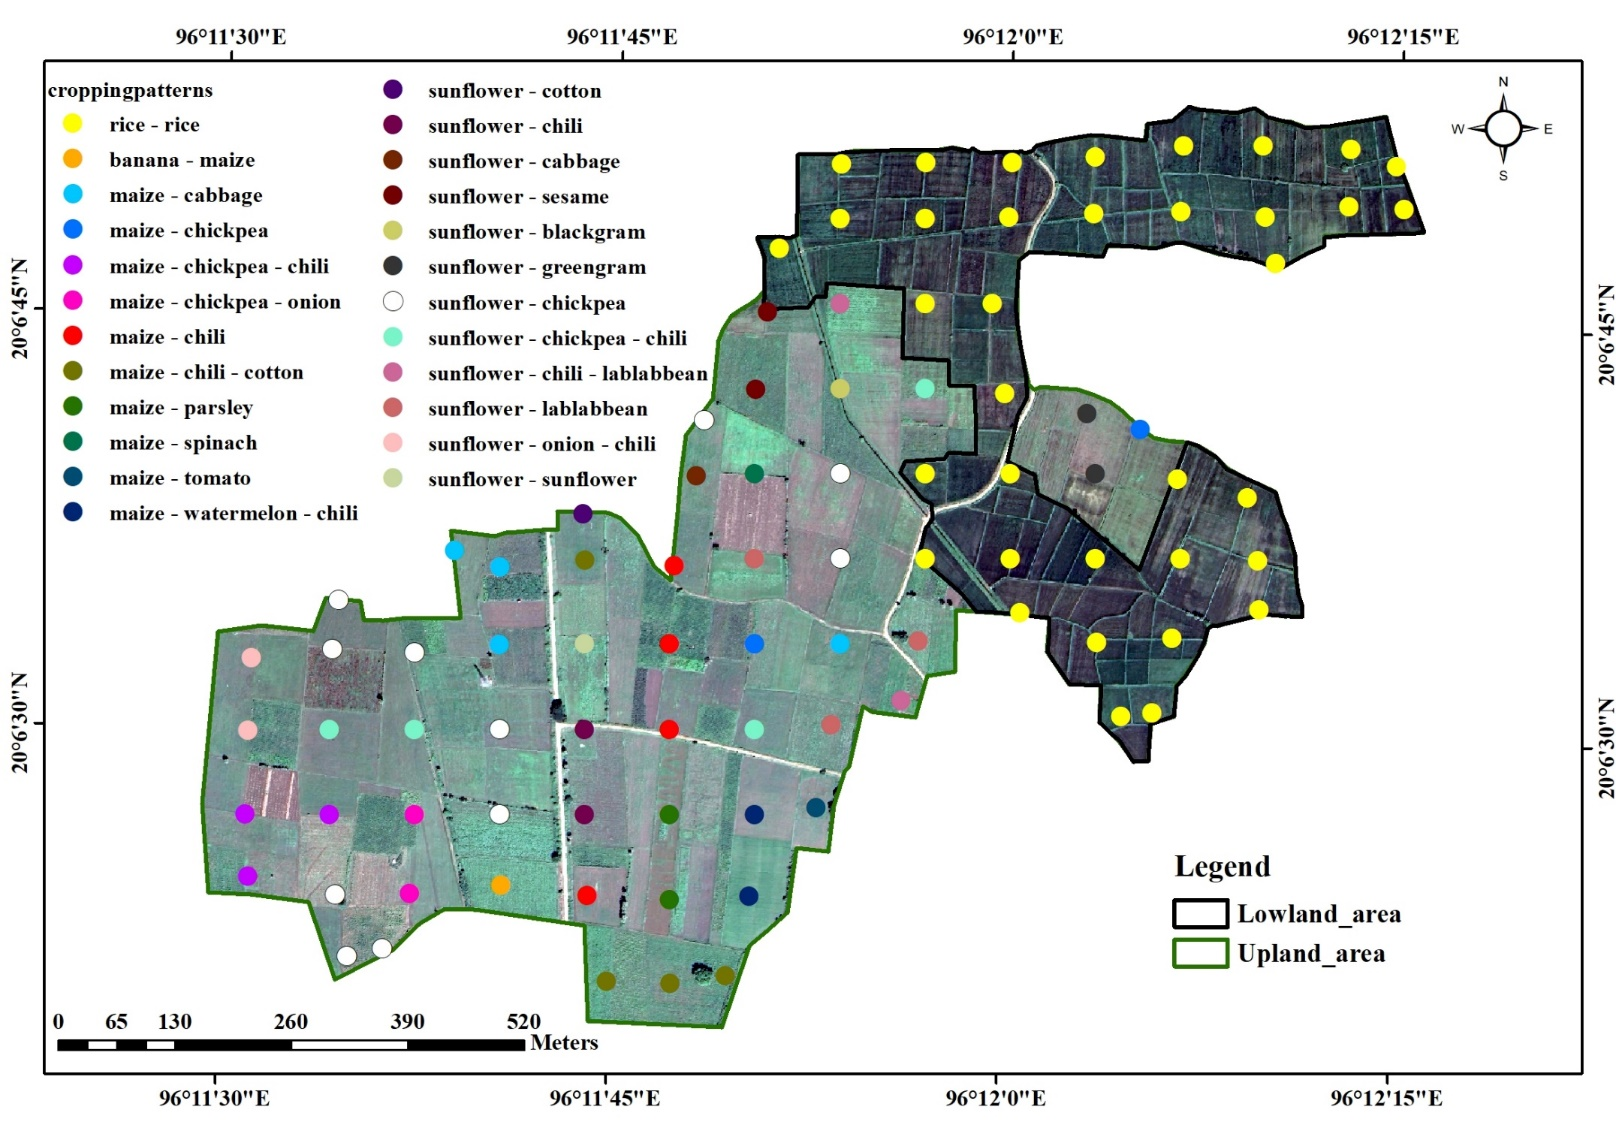 96°11'30"E 96°11'45"E 96°12'0"E 96°12'15"E
croppingpatterns
rice - rice
banana - maize
maize - cabbage
maize - chickpea
maize - chickpea - chili
maize - chickpea - onion
maize - chili
maize - chili - cotton
maize - parsley
maize - spinach
maize - tomato
maize - watermelon - chili
sunflower - cotton
sunflower - chili
sunflower - cabbage
sunflower - sesame
sunflower - blackgram
sunflower - greengram
sunflower - chickpea
sunflower - chickpea - chili
sunflower - chili - lablabbean
sunflower - lablabbean
sunflower - onion - chili
sunflower - sunflower
N
W E
S
20°6'45"N
20°6'45"N
20°6'30"N
20°6'30"N
Legend
Lowland_area
Upland_area
0 65 130 260 390 520
Meters
96°11'30"E 96°11'45"E 96°12'0"E 96°12'15"E